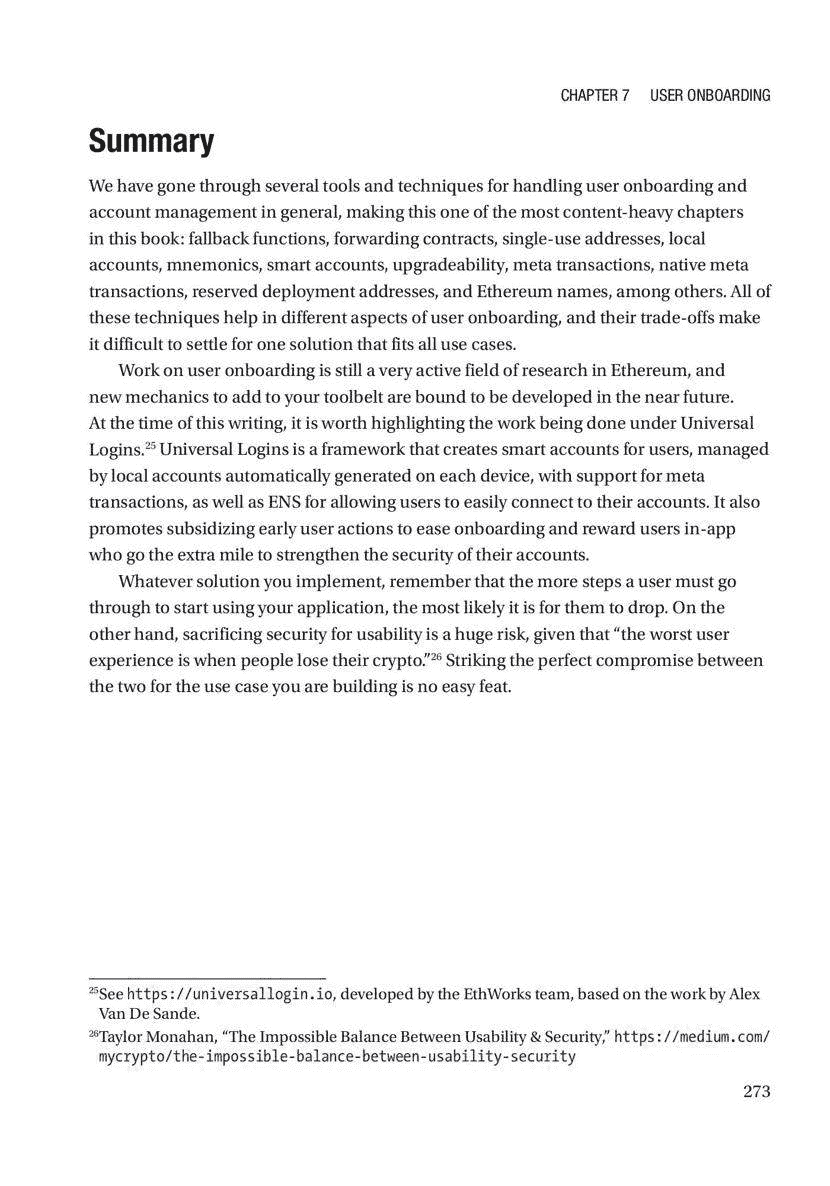 CHAPTER 7 USER ONBOARDING
Summary
We have gone through several tools and techniques for handling user onboarding and
account management in general, making this one of the most content-heavy chapters
in this book: fallback functions, forwarding contracts, single-use addresses, local
accounts, mnemonics, smart accounts, upgradeability, meta transactions, native meta
transactions, reserved deployment addresses, and Ethereum names, among others. All of
these techniques help in different aspects of user onboarding, and their trade-offs make
it difficult to settle for one solution that fits all use cases.
Work on user onboarding is still a very active field of research in Ethereum, and
new mechanics to add to your toolbelt are bound to be developed in the near future.
At the time of this writing, it is worth highlighting the work being done under Universal
Logins.25 Universal Logins is a framework that creates smart accounts for users, managed
by local accounts automatically generated on each device, with support for meta
transactions, as well as ENS for allowing users to easily connect to their accounts. It also
promotes subsidizing early user actions to ease onboarding and reward users in-app
who go the extra mile to strengthen the security of their accounts.
Whatever solution you implement, remember that the more steps a user must go
through to start using your application, the most likely it is for them to drop. On the
other hand, sacrificing security for usability is a huge risk, given that “the worst user
experience is when people lose their crypto.”26 Striking the perfect compromise between
the two for the use case you are building is no easy feat.
25See https://universallogin.io, developed by the EthWorks team, based on the work by Alex
Van De Sande.
26Taylor Monahan, “The Impossible Balance Between Usability & Security,” https://medium.com/
mycrypto/the-impossible-balance-between-usability-security
273